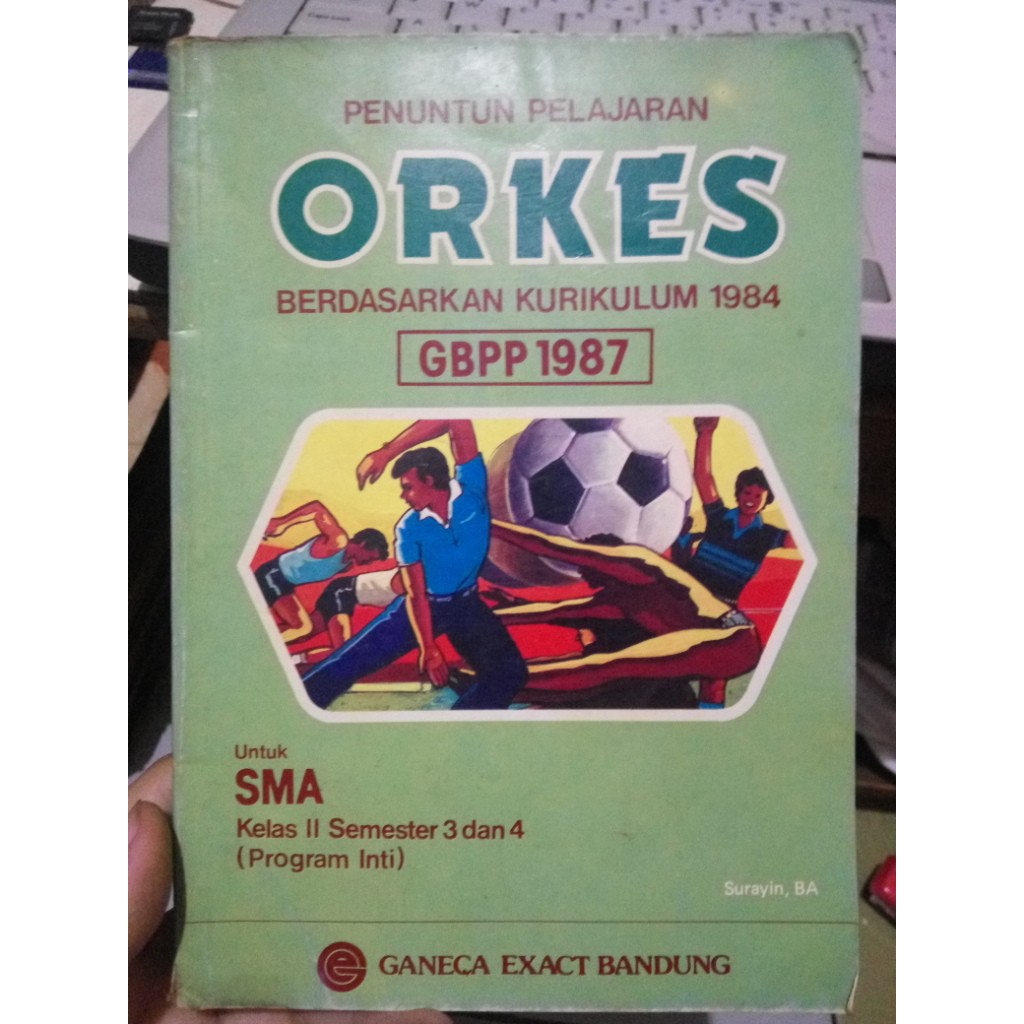 PENUNTUN PELAJARAN
ORKES
BERDASARKAN KURIKULUM 1984
GBPP 1987
Untuk
SMA
Kelas II Semester 3 dan 4
(Program Inti)
Surayin, BA
GANECA EXACT BANDUNG